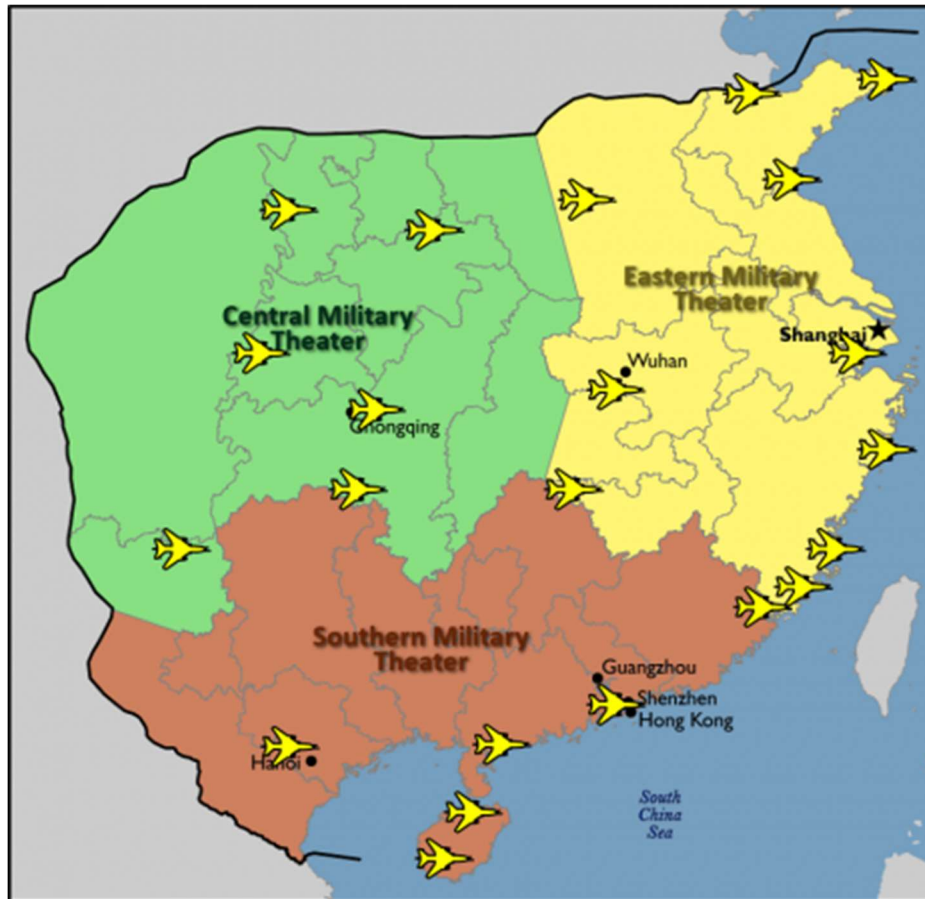 Eastern Military
Theater
Central Military
Theater
Shanghai
Wuhan
Chongqing
Southern Military
Theater
Guangzhou
Shenzhen
Hong Kong
Hanoi
South
China
Sea